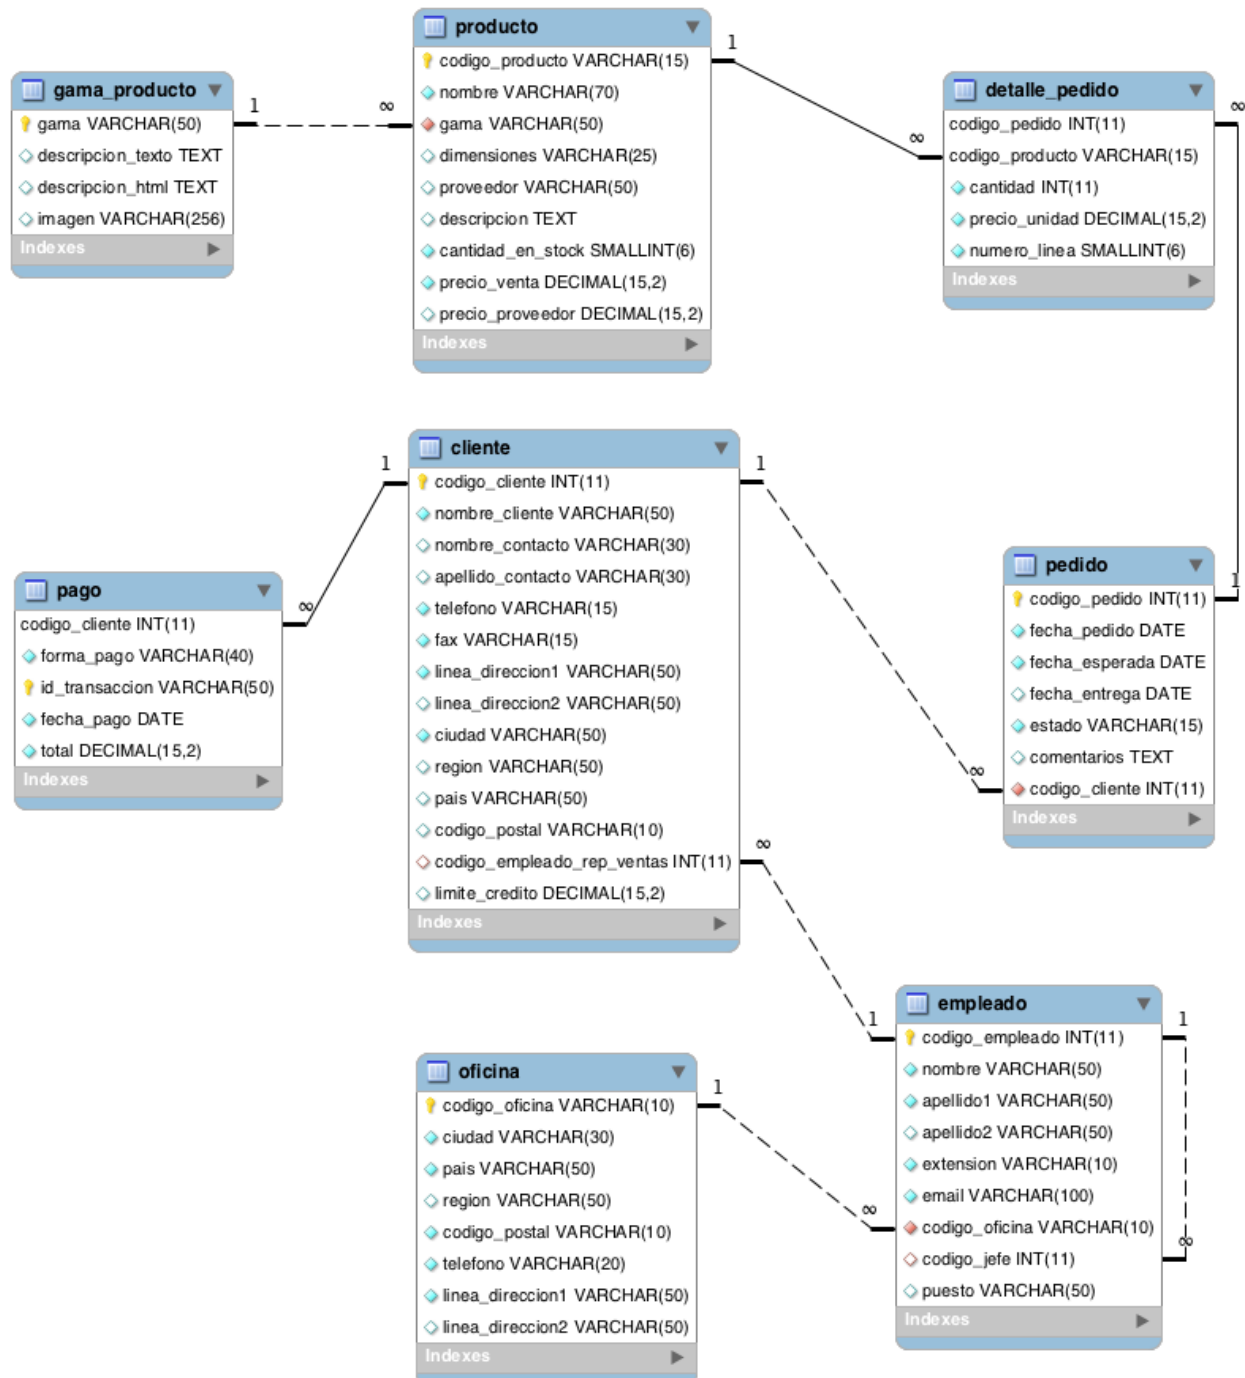 producto
codigo_producto VARCHAR(15)
nombre VARCHAR(70)
gama VARCHAR(50)
dimensiones VARCHAR(25)
proveedor VARCHAR(50)
descripcion TEXT
cantidad_en_stock SMALLINT(6)
precio_venta DECIMAL(15,2)
precio_proveedor DECIMAL(15,2)
Indexes
gama_producto
gama VARCHAR(50)
descripcion_texto TEXT
descripcion_html TEXT
imagen VARCHAR(256)
Indexes
1
∞
1
∞
detalle_pedido
codigo_pedido INT(11)
codigo_producto VARCHAR(15)
cantidad INT(11)
precio_unidad DECIMAL(15,2)
numero_linea SMALLINT(6)
Indexes
∞
1
cliente
codigo_cliente INT(11)
nombre_cliente VARCHAR(50)
nombre_contacto VARCHAR(30)
apellido_contacto VARCHAR(30)
telefono VARCHAR(15)
fax VARCHAR(15)
linea_direccion1 VARCHAR(50)
linea_direccion2 VARCHAR(50)
ciudad VARCHAR(50)
region VARCHAR(50)
pais VARCHAR(50)
codigo_postal VARCHAR(10)
codigo_empleado_rep_ventas INT(11)
limite_credito DECIMAL(15,2)
Indexes
1
∞
pago
codigo_cliente INT(11)
forma_pago VARCHAR(40)
id_transaccion VARCHAR(50)
fecha_pago DATE
total DECIMAL(15,2)
Indexes
1
∞
pedido
codigo_pedido INT(11)
fecha_pedido DATE
fecha_esperada DATE
fecha_entrega DATE
estado VARCHAR(15)
comentarios TEXT
codigo_cliente INT(11)
Indexes
∞
1
empleado
codigo_empleado INT(11)
nombre VARCHAR(50)
apellido1 VARCHAR(50)
apellido2 VARCHAR(50)
extension VARCHAR(10)
email VARCHAR(100)
codigo_oficina VARCHAR(10)
codigo_jefe INT(11)
puesto VARCHAR(50)
Indexes
1
∞
oficina
codigo_oficina VARCHAR(10)
ciudad VARCHAR(30)
pais VARCHAR(50)
region VARCHAR(50)
codigo_postal VARCHAR(10)
telefono VARCHAR(20)
linea_direccion1 VARCHAR(50)
linea_direccion2 VARCHAR(50)
Indexes
1
∞